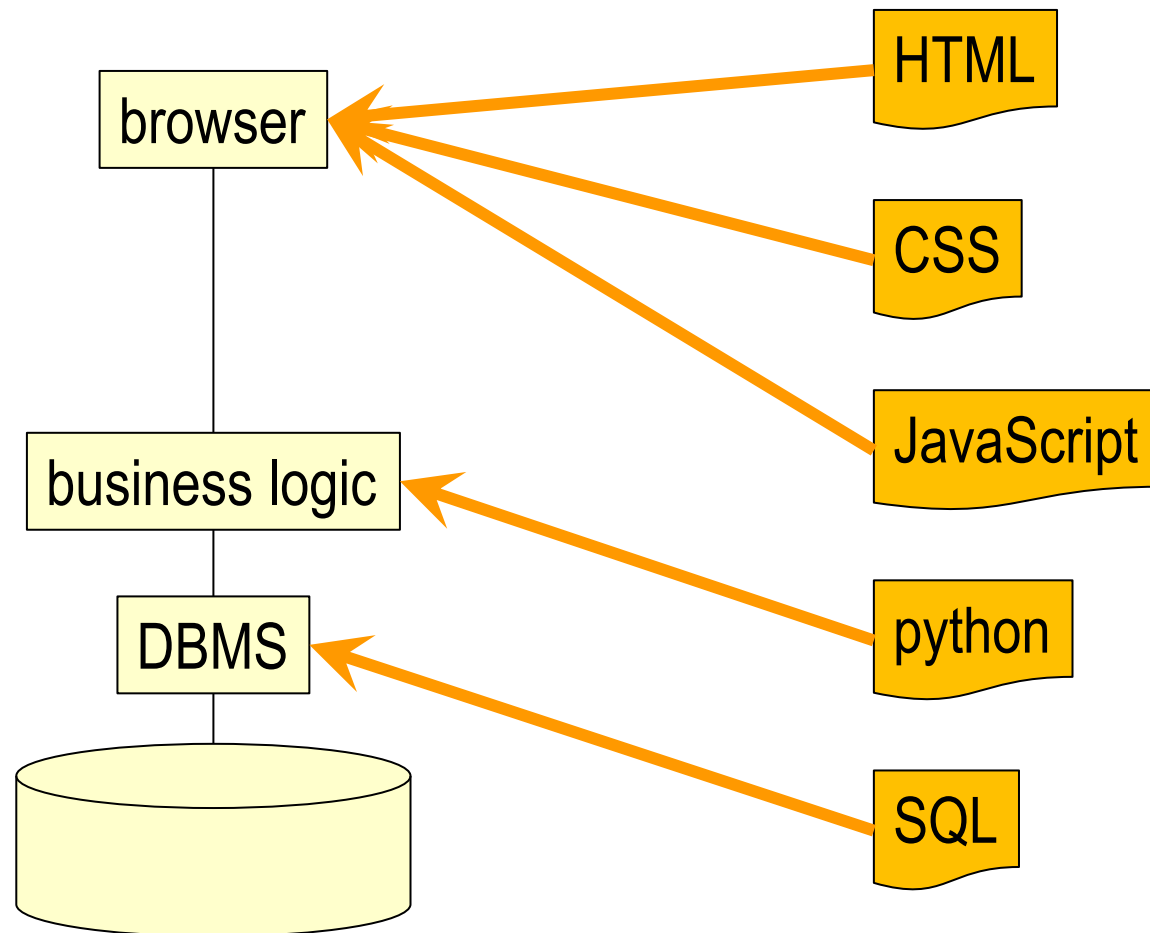 HTML
browser
CSS
JavaScript
business logic
python
DBMS
SQL